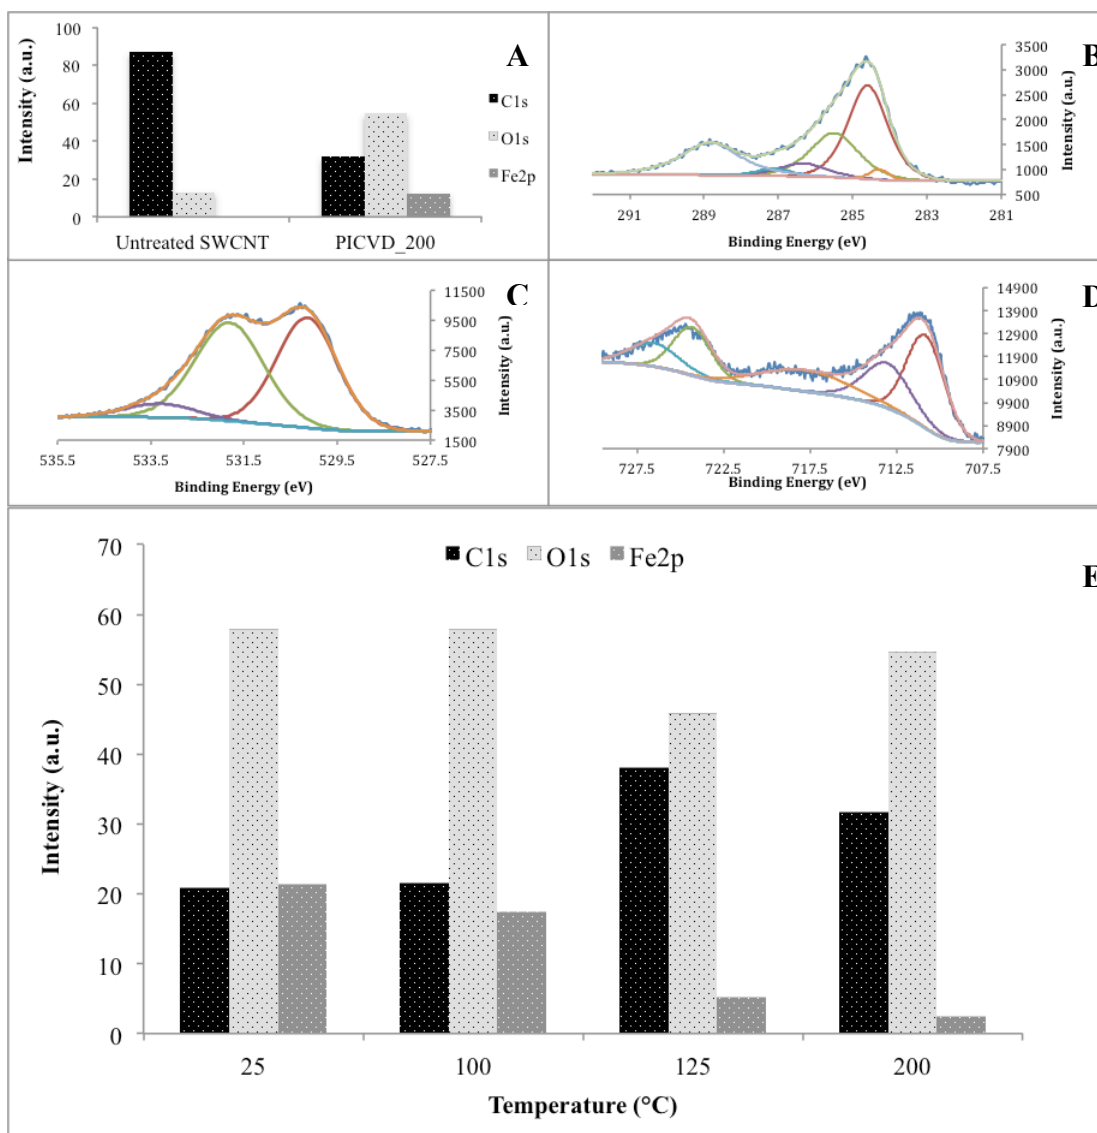 A
Intensity (a.u.)
100
80
60
40
20
0
Untreated SWCNT
PICVD_200
C1s
O1s
Fe2p
B
3500
3000
2500
2000
1500
1000
500
Intensity (a.u.)
291 289 287 285 283 281
Binding Energy (eV)
C
11500
9500
7500
5500
3500
1500
Intensity (a.u.)
535.5 533.5 531.5 529.5 527.5
Binding Energy (eV)
D
14900
13900
12900
11900
10900
9900
8900
7900
Intensity (a.u.)
727.5 722.5 717.5 712.5 707.5
Binding Energy (eV)
E
C1s O1s Fe2p
Intensity (a.u.)
70
60
50
40
30
20
10
0
25 100 125 200
Temperature (°C)